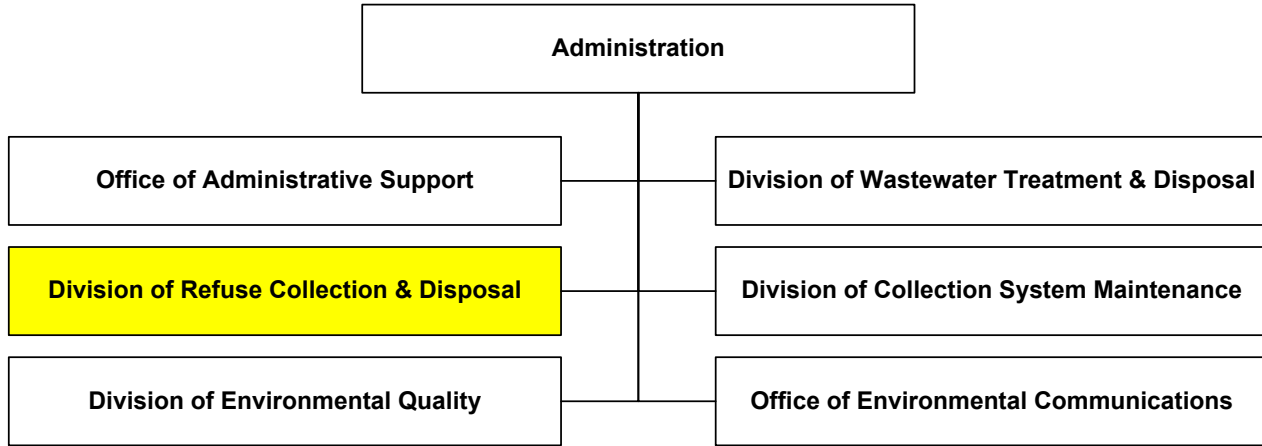 Administration
Office of Administrative Support
Division of Wastewater Treatment & Disposal
Division of Refuse Collection & Disposal
Division of Collection System Maintenance
Division of Environmental Quality
Office of Environmental Communications